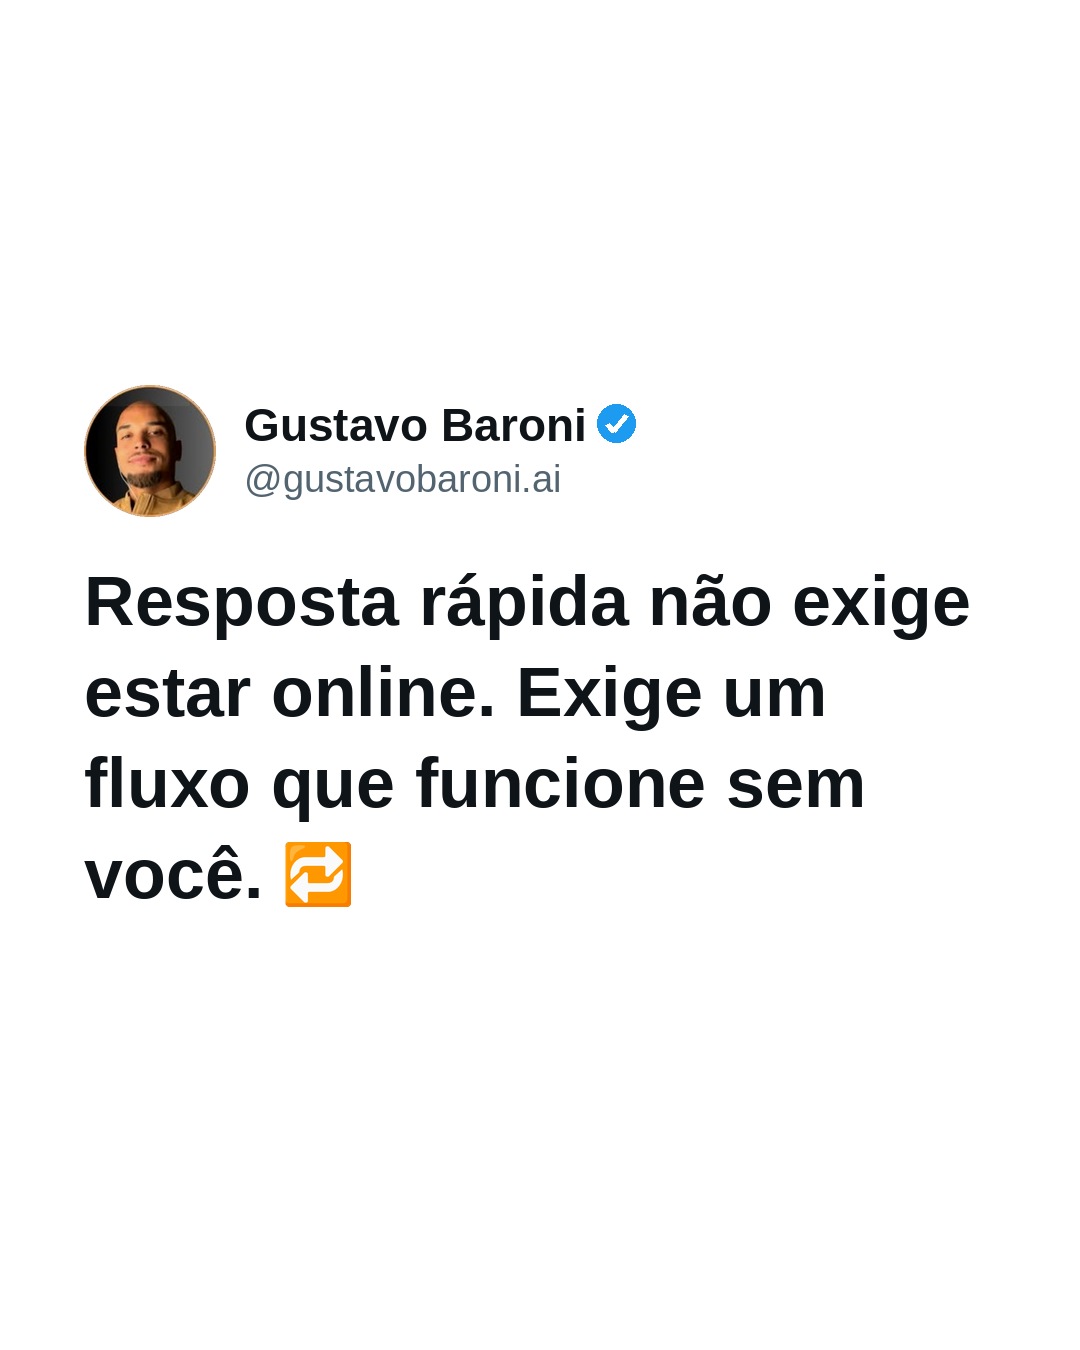 Gustavo Baroni
@gustavobaroni.ai
Resposta rápida não exige
estar online. Exige um
fluxo que funcione sem
você. 🔁